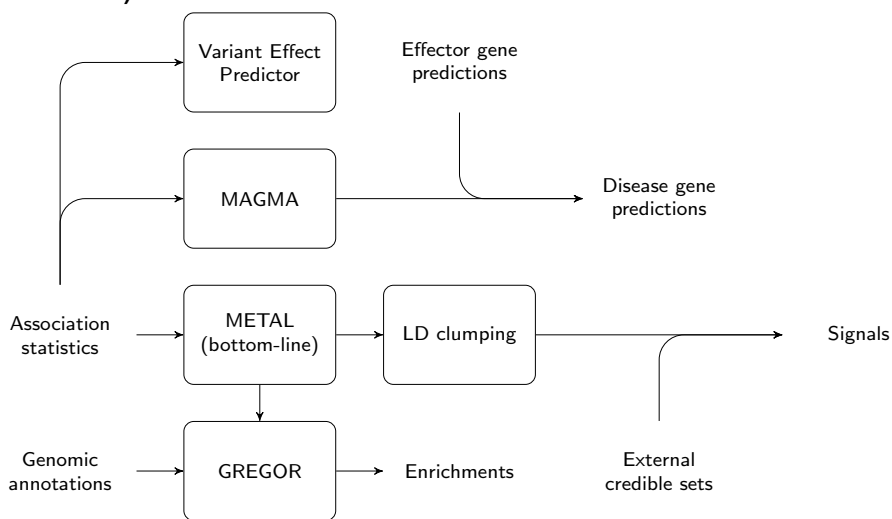 Variant Effect
Predictor
Effector gene
predictions
MAGMA
Disease gene
predictions
Association
statistics
METAL
(bottom-line)
LD clumping
Signals
Genomic
annotations
GREGOR
Enrichments
External
credible sets